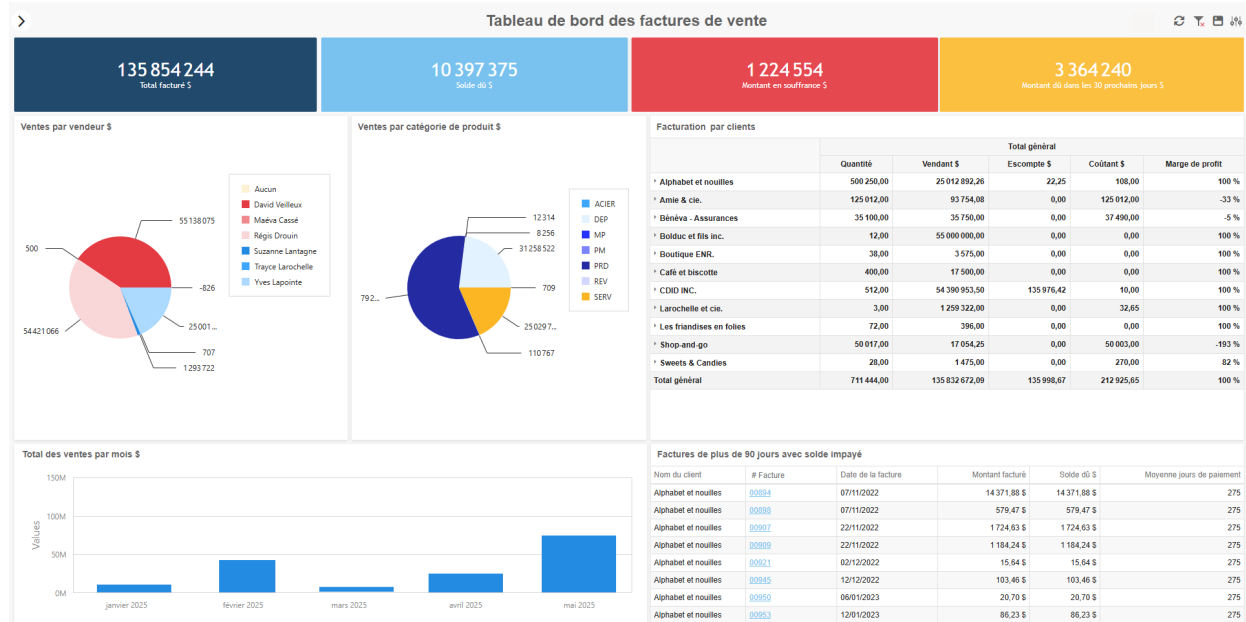 Tableau de bord des factures de vente
135 854 244
Total facturé $
10 397 375
Solde dû $
1 224 554
Montant en souffrance $
3 364 240
Montant dû dans les 30 prochains jours $
Ventes par vendeur $
Aucun
David Veilleux
Maéva Cassé
Régis Drouin
Suzanne Lantagne
Trayce Larochelle
Yves Lapointe
55 138 075
500
-826
54 421 066
25 001 ...
707
1 293 722
Ventes par catégorie de produit $
ACIER
DEP
MP
PM
PRD
REV
SERV
12 314
8 256
31 258 522
709
792...
25 029 7...
110 767
Facturation par clients
Total général
Quantité Vendant $ Escompte $ Coûtant $ Marge de profit
Alphabet et nouilles 500 250,00 25 012 892,26 22,25 108,00 100 %
Amie & cie. 125 012,00 93 754,08 0,00 125 012,00 -33 %
Bénéva - Assurances 35 100,00 35 750,00 0,00 37 490,00 -5 %
Bolduc et fils inc. 12,00 55 000 000,00 0,00 0,00 100 %
Boutique ENR. 38,00 3 575,00 0,00 0,00 100 %
Café et biscotte 400,00 17 500,00 0,00 0,00 100 %
CDID INC. 512,00 54 390 953,50 135 976,42 10,00 100 %
Larochelle et cie. 3,00 1 259 322,00 0,00 32,65 100 %
Les friandises en folies 72,00 396,00 0,00 0,00 100 %
Shop-and-go 50 017,00 17 054,25 0,00 50 003,00 -193 %
Sweets & Candies 28,00 1 475,00 0,00 270,00 82 %
Total général 711 444,00 135 832 672,09 135 998,67 212 925,65 100 %
Total des ventes par mois $
Values
150M
100M
50M
0M
janvier 2025 février 2025 mars 2025 avril 2025 mai 2025
Factures de plus de 90 jours avec solde impayé
Nom du client # Facture Date de la facture Montant facturé Solde dû $ Moyenne jours de paiement
Alphabet et nouilles 00894 07/11/2022 14 371,88 $ 14 371,88 $ 275
Alphabet et nouilles 00898 07/11/2022 579,47 $ 579,47 $ 275
Alphabet et nouilles 00907 22/11/2022 1 724,63 $ 1 724,63 $ 275
Alphabet et nouilles 00909 22/11/2022 1 184,24 $ 1 184,24 $ 275
Alphabet et nouilles 00921 02/12/2022 15,64 $ 15,64 $ 275
Alphabet et nouilles 00945 12/12/2022 103,46 $ 103,46 $ 275
Alphabet et nouilles 00950 06/01/2023 20,70 $ 20,70 $ 275
Alphabet et nouilles 00953 12/01/2023 86,23 $ 86,23 $ 275